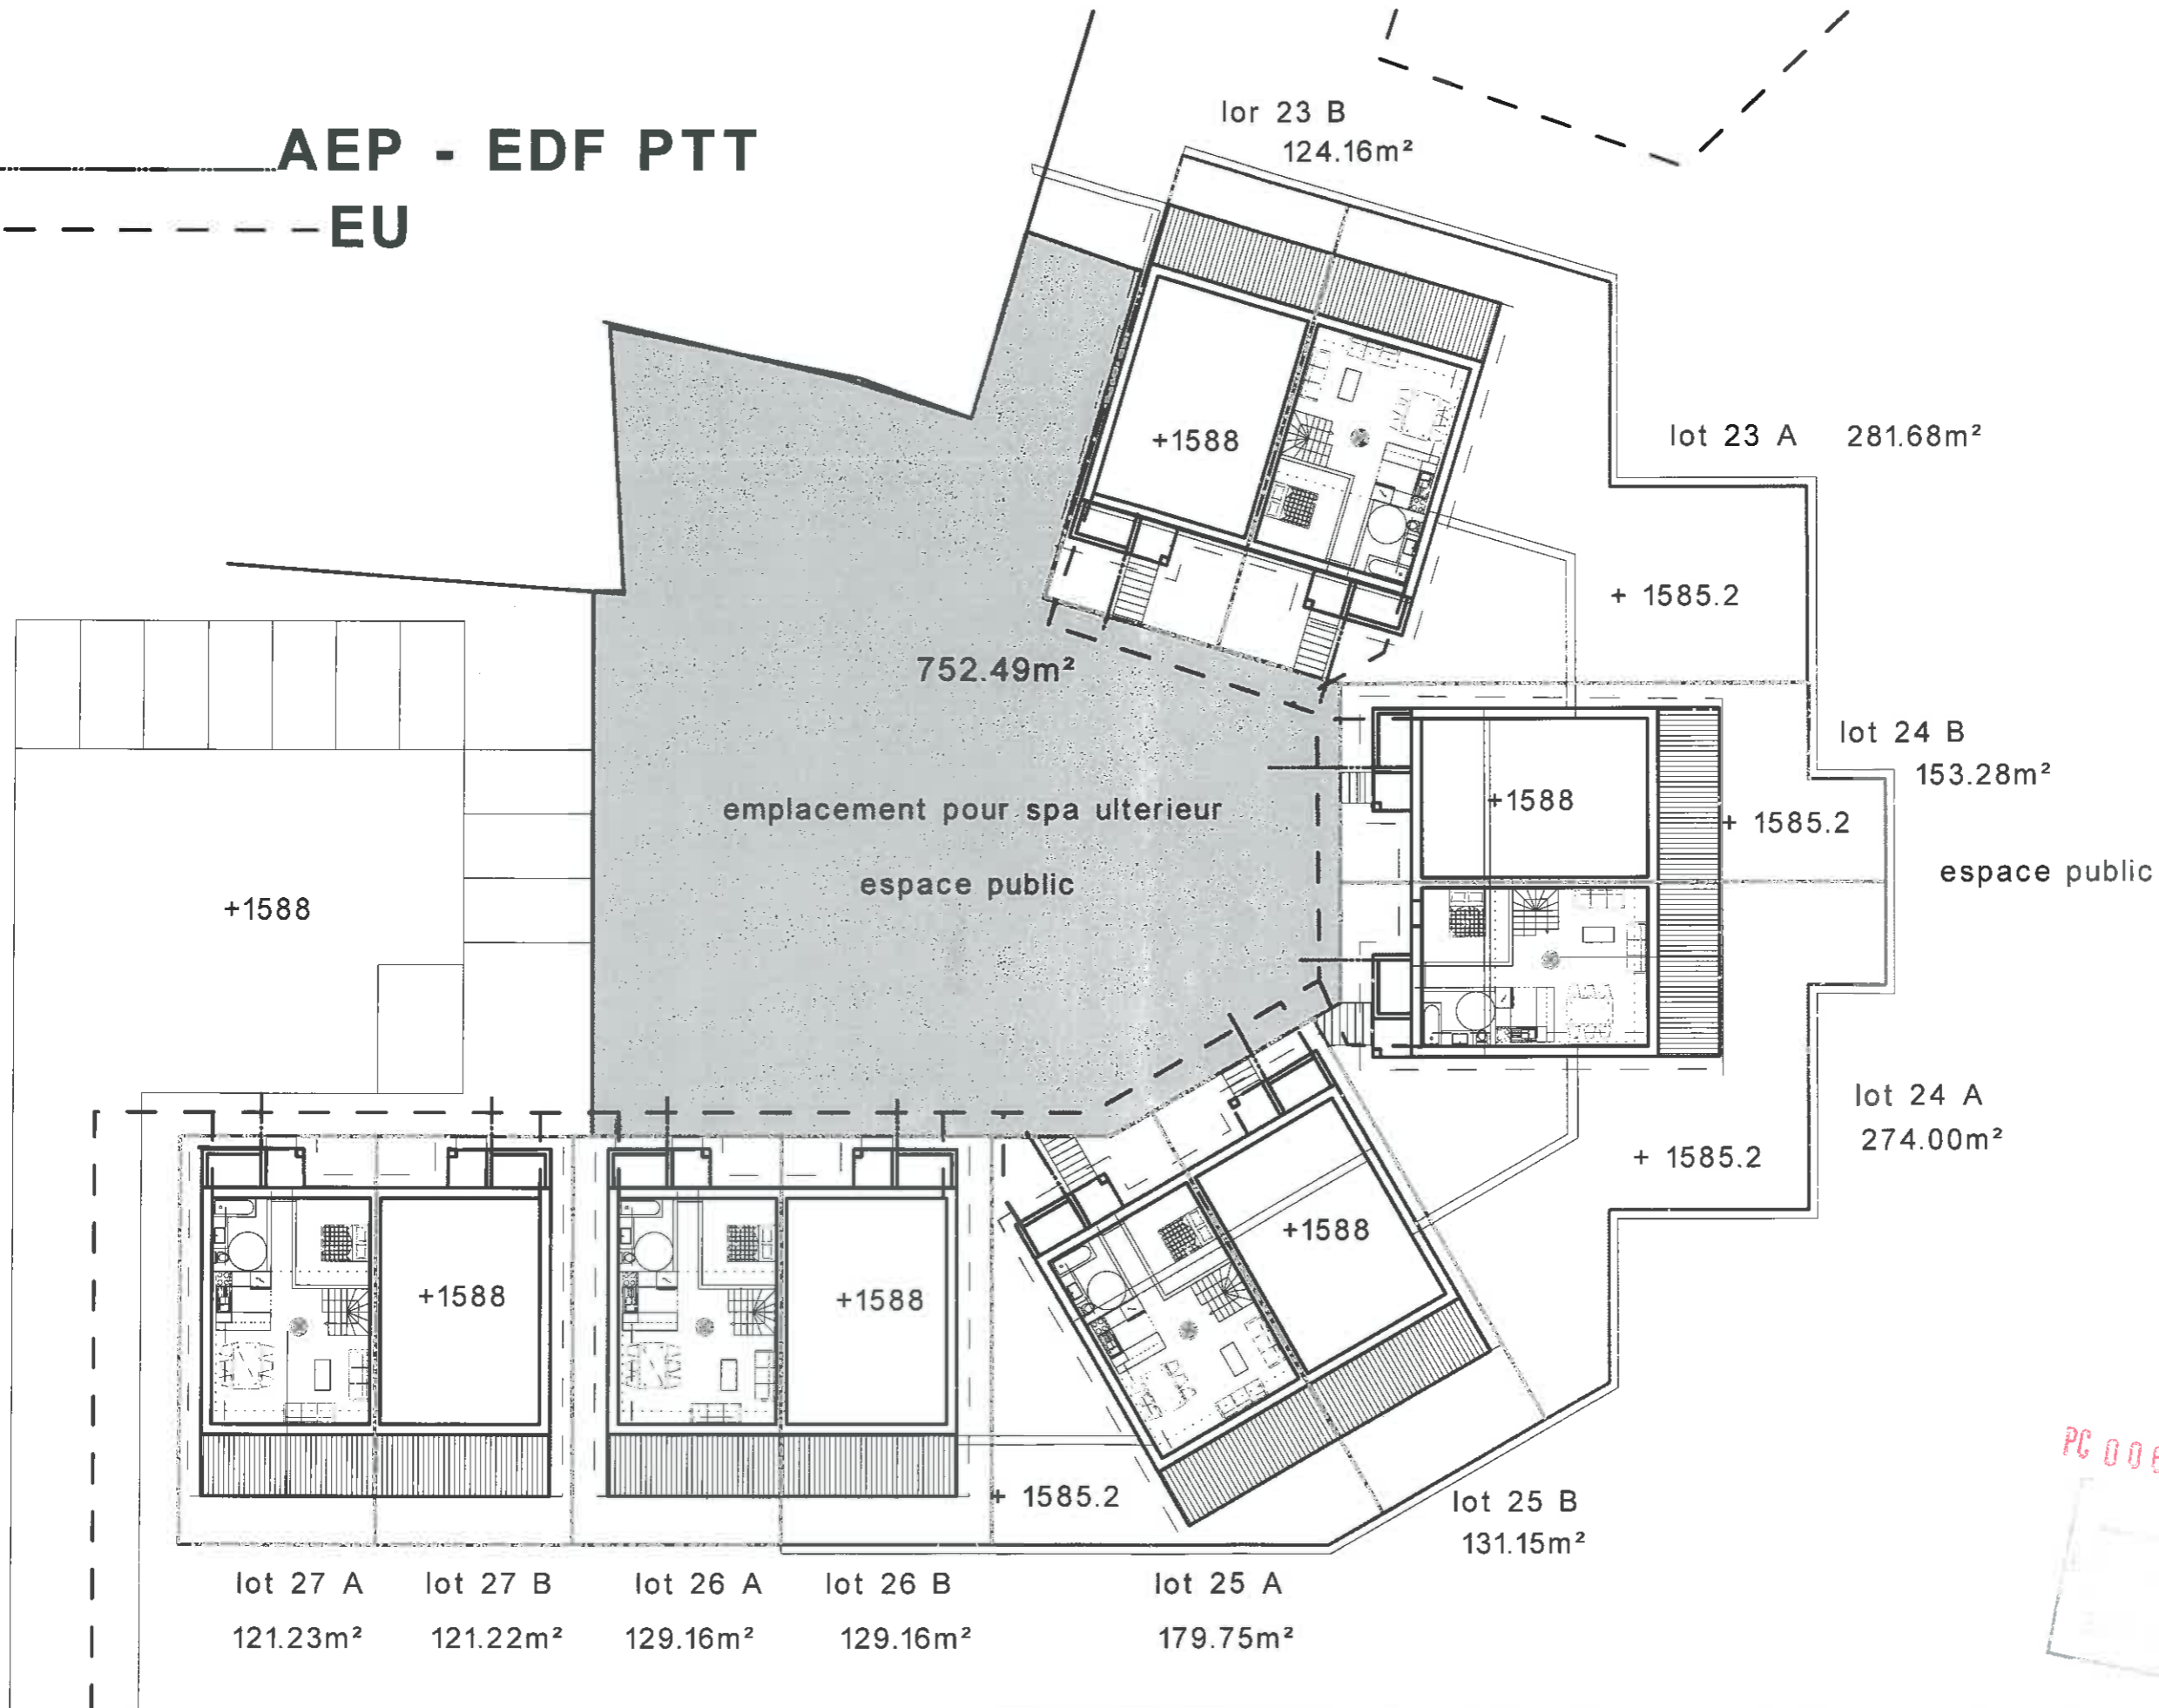 AEP - EDF PTT
EU
lor 23 B
124.16m²
+1588
lot 23 A 281.68m²
+ 1585.2
752.49m²
lot 24 B
153.28m²
+1588
+ 1585.2
emplacement pour spa ulterieur
espace public
espace public
+1588
lot 24 A
274.00m²
+ 1585.2
+1588
+1588
+1588
+ 1585.2
lot 25 B
131.15m²
PC 006
lot 27 A lot 27 B lot 26 A lot 26 B lot 25 A
121.23m² 121.22m² 129.16m² 129.16m² 179.75m²